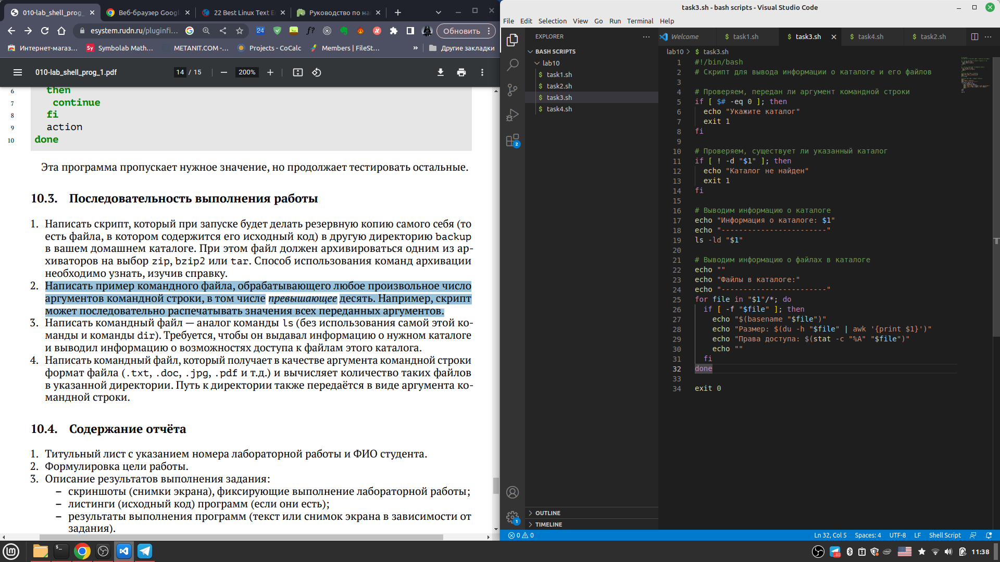 010-lab_shell_prog_
Веб-браузер Googl
22 Best Linux Text E
Руководство по на
esystem.rudn.ru/pluginfi...
24
f?
Обновить
Интернет-магаз...
Sy Symbolab Math...
METANIT.COM -...
Projects - CoCalc
Members | FileSt...
»
Другие закладки
010-lab_shell_prog_1.pdf
14 / 15
200%
6 then
7 continue
8 fi
9 action
10 done
Эта программа пропускает нужное значение, но продолжает тестировать остальные.
10.3. Последовательность выполнения работы
1. Написать скрипт, который при запуске будет делать резервную копию самого себя (то
есть файла, в котором содержится его исходный код) в другую директорию backup
в вашем домашнем каталоге. При этом файл должен архивироваться одним из ар-
хиваторов на выбор zip, bzip2 или tar. Способ использования команд архивации
необходимо узнать, изучив справку.
2. Написать пример командного файла, обрабатывающего любое произвольное число
аргументов командной строки, в том числе превышающее десять. Например, скрипт
может последовательно распечатывать значения всех переданных аргументов.
3. Написать командный файл — аналог команды ls (без использования самой этой ко-
манды и команды dir). Требуется, чтобы он выдавал информацию о нужном каталоге
и выводил информацию о возможностях доступа к файлам этого каталога.
4. Написать командный файл, который получает в качестве аргумента командной строки
формат файла (.txt, .doc, .jpg, .pdf и т.д.) и вычисляет количество таких файлов
в указанной директории. Путь к директории также передаётся в виде аргумента ко-
мандной строки.
10.4. Содержание отчёта
1. Титульный лист с указанием номера лабораторной работы и ФИО студента.
2. Формулировка цели работы.
3. Описание результатов выполнения задания:
– скриншоты (снимки экрана), фиксирующие выполнение лабораторной работы;
– листинги (исходный код) программ (если они есть);
– результаты выполнения программ (текст или снимок экрана в зависимости от
задания).
task3.sh - bash scripts - Visual Studio Code
File Edit Selection View Go Run Terminal Help
EXPLORER
BASH SCRIPTS
lab10
$ task1.sh
$ task2.sh
$ task3.sh
$ task4.sh
2
1
OUTLINE
TIMELINE
Welcome
$ task1.sh
$ task3.sh
$ task4.sh
$ task2.sh
lab10 > $ task3.sh
1 #!/bin/bash
2 # Скрипт для вывода информации о каталоге и его файлов
3
4 # Проверяем, передан ли аргумент командной строки
5 if [ $# -eq 0 ]; then
6 echo "Укажите каталог"
7 exit 1
8 fi
9
10 # Проверяем, существует ли указанный каталог
11 if [ ! -d "$1" ]; then
12 echo "Каталог не найден"
13 exit 1
14 fi
15
16 # Выводим информацию о каталоге
17 echo "Информация о каталоге: $1"
18 echo "------------------------"
19 ls -ld "$1"
20
21 # Выводим информацию о файлах в каталоге
22 echo ""
23 echo "Файлы в каталоге:"
24 echo "------------------------"
25 for file in "$1"/*; do
26 if [ -f "$file" ]; then
27 echo "$(basename "$file")"
28 echo "Размер: $(du -h "$file" | awk '{print $1}')"
29 echo "Права доступа: $(stat -c "%A" "$file")"
30 echo ""
31 fi
32 done
33
34 exit 0
0 0
Ln 32, Col 5 Spaces: 4 UTF-8 LF Shell Script
11:38